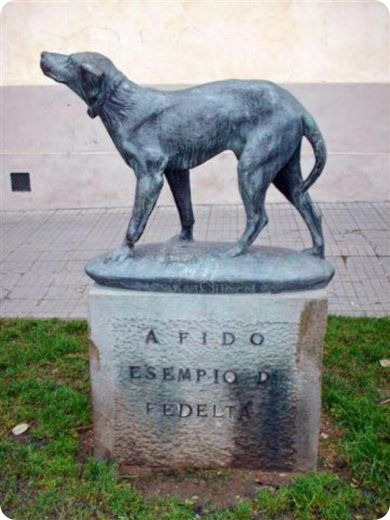 A FIDO
ESEMPIO DI
FEDELTÀ